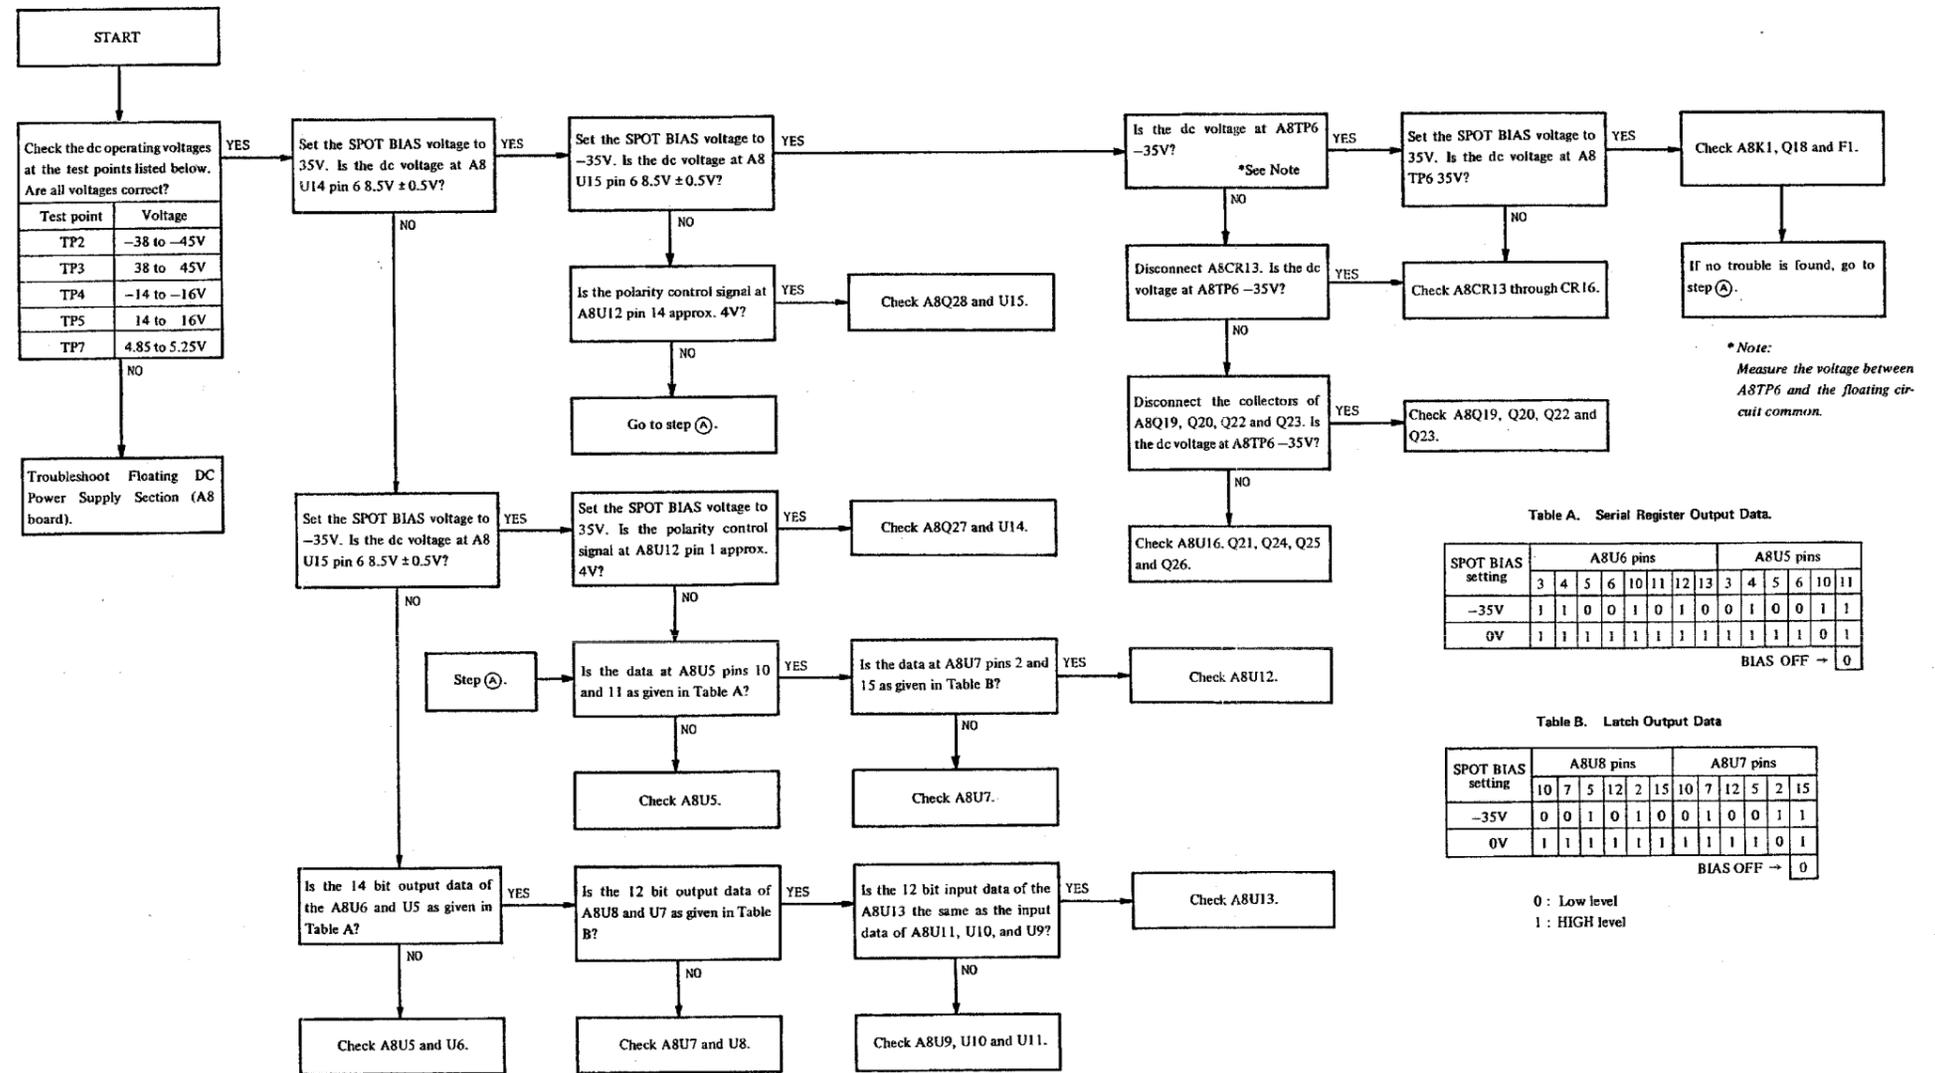 START
Check the dc operating voltages
at the test points listed below.
Are all voltages correct?
Test point Voltage
TP2 –38 to –45V
TP3 38 to 45V
TP4 –14 to –16V
TP5 14 to 16V
TP7 4.85 to 5.25V
NO
Troubleshoot Floating DC
Power Supply Section (A8
board).
YES
Set the SPOT BIAS voltage to
35V. Is the dc voltage at A8
U14 pin 6 8.5V ± 0.5V?
YES
NO
Set the SPOT BIAS voltage to
–35V. Is the dc voltage at A8
U15 pin 6 8.5V ± 0.5V?
YES
NO
Is the polarity control signal at
A8U12 pin 14 approx. 4V?
YES
Check A8Q28 and U15.
NO
Go to step Ⓐ.
Is the dc voltage at A8TP6
–35V?
*See Note
YES
NO
Set the SPOT BIAS voltage to
35V. Is the dc voltage at A8
TP6 35V?
YES
NO
Check A8K1, Q18 and F1.
If no trouble is found, go to
step Ⓐ.
Disconnect A8CR13. Is the dc
voltage at A8TP6 –35V?
YES
Check A8CR13 through CR16.
NO
Disconnect the collectors of
A8Q19, Q20, Q22 and Q23. Is
the dc voltage at A8TP6 –35V?
YES
Check A8Q19, Q20, Q22 and
Q23.
NO
Check A8U16. Q21, Q24, Q25
and Q26.
* Note:
Measure the voltage between
A8TP6 and the floating cir-
cuit common.
Set the SPOT BIAS voltage to
–35V. Is the dc voltage at A8
U15 pin 6 8.5V ± 0.5V?
YES
NO
Set the SPOT BIAS voltage to
35V. Is the polarity control
signal at A8U12 pin 1 approx.
4V?
YES
Check A8Q27 and U14.
NO
Step Ⓐ.
Is the data at A8U5 pins 10
and 11 as given in Table A?
YES
NO
Is the data at A8U7 pins 2 and
15 as given in Table B?
YES
Check A8U12.
NO
Check A8U5.
Check A8U7.
Is the 14 bit output data of
the A8U6 and U5 as given in
Table A?
YES
NO
Is the 12 bit output data of
A8U8 and U7 as given in Table
B?
YES
NO
Is the 12 bit input data of the
A8U13 the same as the input
data of A8U11, U10, and U9?
YES
Check A8U13.
NO
Check A8U5 and U6.
Check A8U7 and U8.
Check A8U9, U10 and U11.
Table A. Serial Register Output Data.
SPOT BIAS
setting
A8U6 pins A8U5 pins
3 4 5 6 10 11 12 13 3 4 5 6 10 11
–35V 1 1 0 0 1 0 1 0 0 1 0 0 1 1
0V 1 1 1 1 1 1 1 1 1 1 1 1 0 1
BIAS OFF → 0
Table B. Latch Output Data
SPOT BIAS
setting
A8U8 pins A8U7 pins
10 7 5 12 2 15 10 7 12 5 2 15
–35V 0 0 1 0 1 0 0 1 0 0 1 1
0V 1 1 1 1 1 1 1 1 1 1 0 1
BIAS OFF → 0
0 : Low level
1 : HIGH level